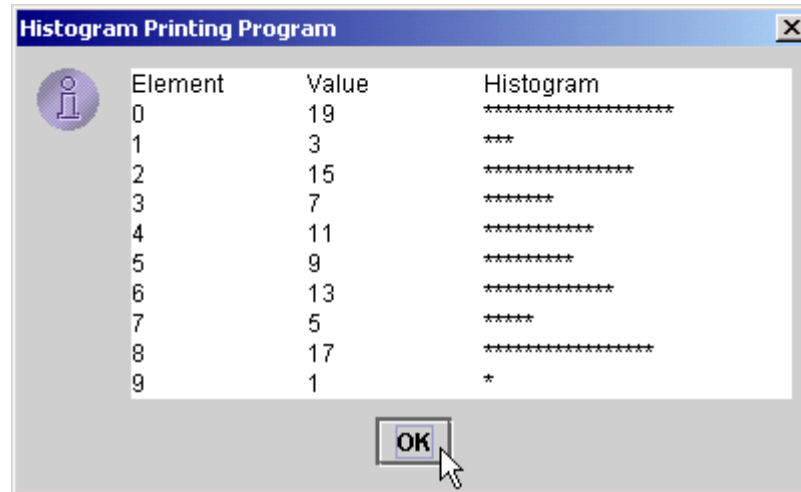 Histogram Printing Program
Element Value Histogram
0 19 *******************
1 3 ***
2 15 ***************
3 7 *******
4 11 ***********
5 9 *********
6 13 *************
7 5 *****
8 17 *****************
9 1 *
OK